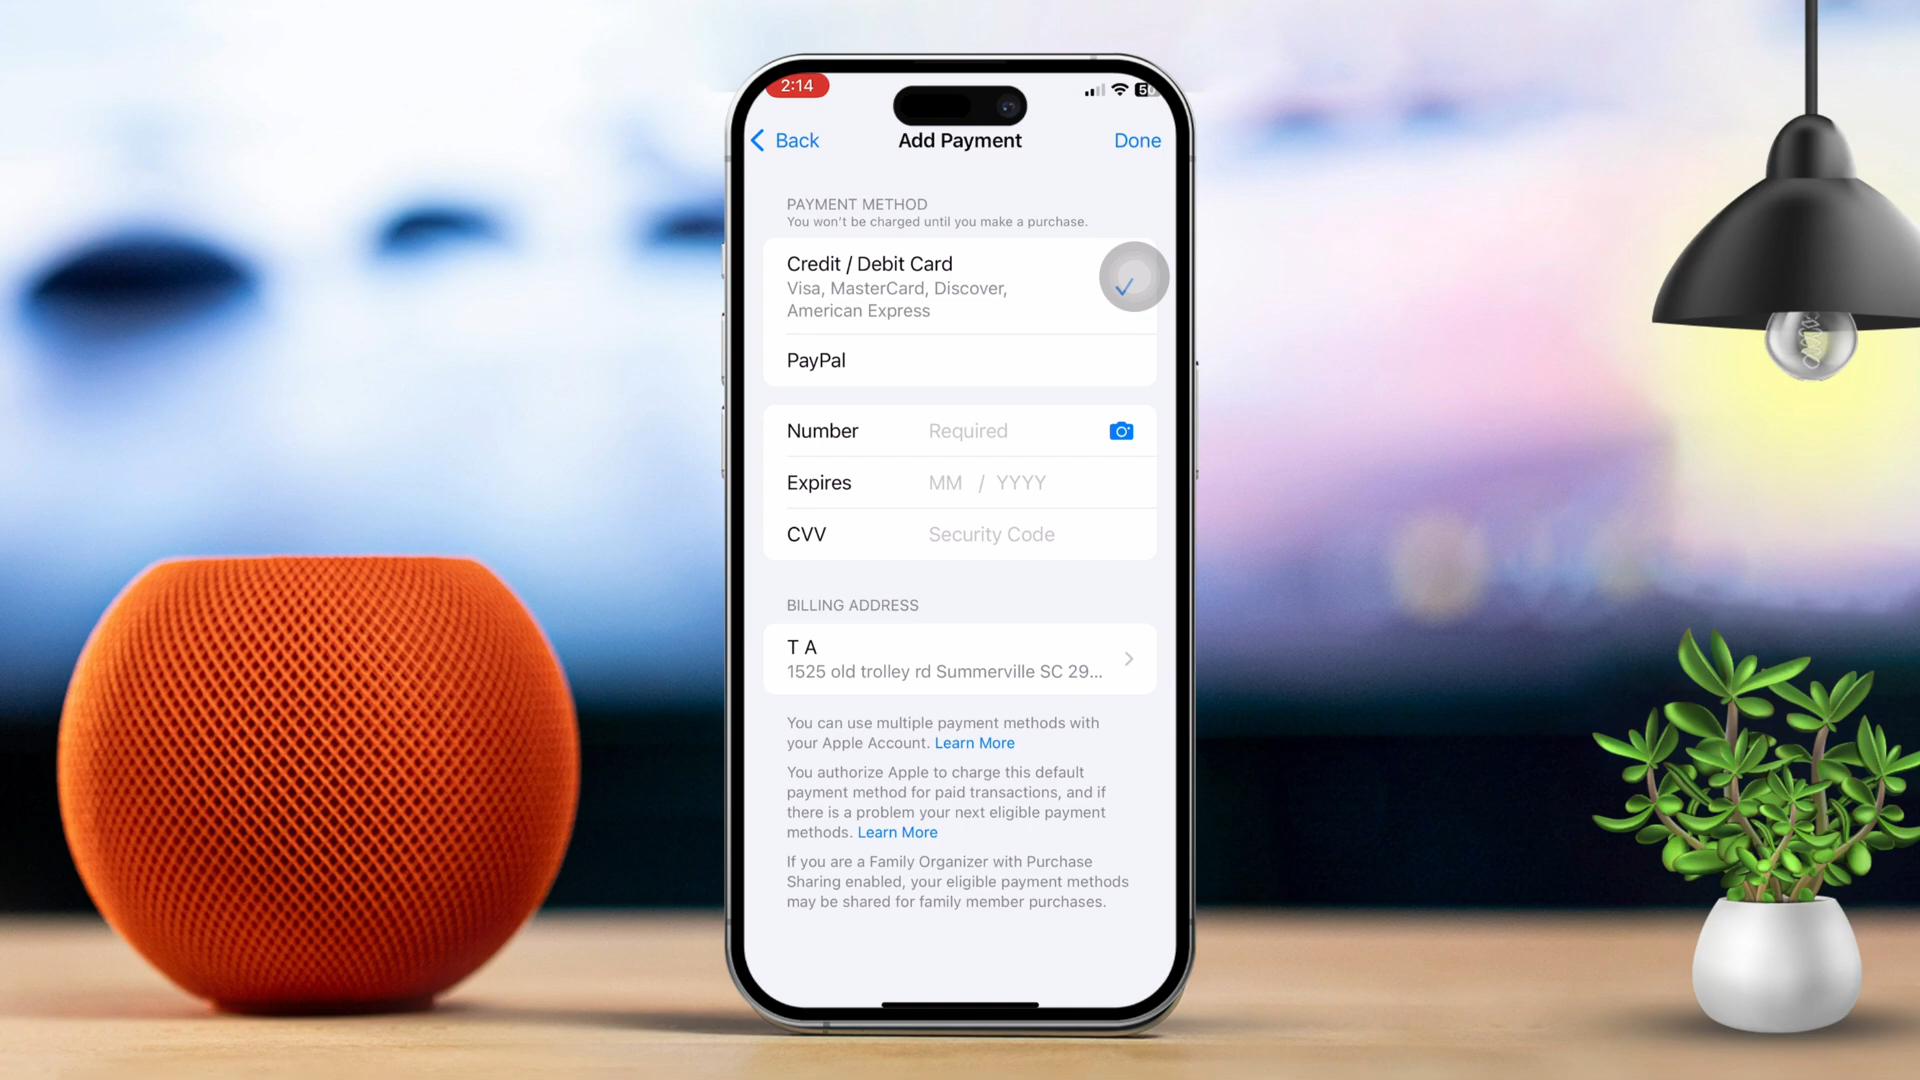 2:14
50
Back
Add Payment
Done
PAYMENT METHOD
You won't be charged until you make a purchase.
Credit / Debit Card
Visa, MasterCard, Discover,
American Express
PayPal
Number Required
Expires MM / YYYY
CVV Security Code
BILLING ADDRESS
T A
1525 old trolley rd Summerville SC 29...
You can use multiple payment methods with
your Apple Account. Learn More
You authorize Apple to charge this default
payment method for paid transactions, and if
there is a problem your next eligible payment
methods. Learn More
If you are a Family Organizer with Purchase
Sharing enabled, your eligible payment methods
may be shared for family member purchases.